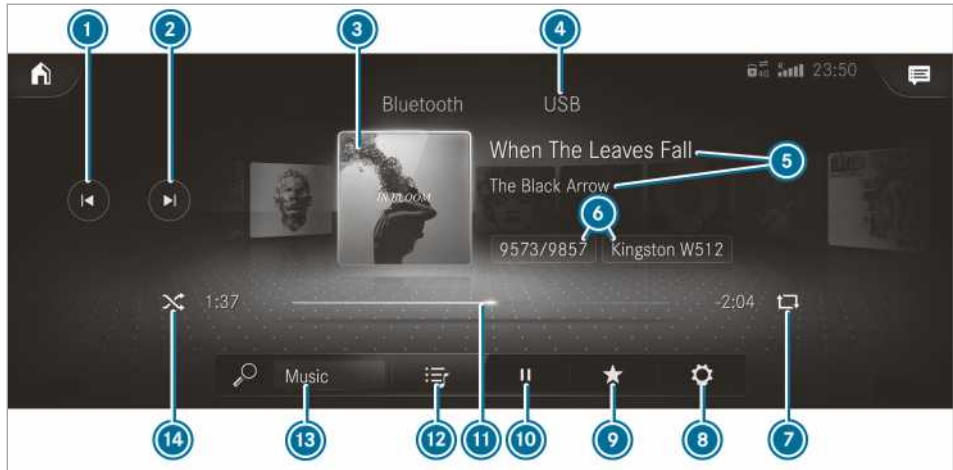 1 2 3 4
4G 23:50
Bluetooth USB
When The Leaves Fall
5
The Black Arrow
IN BLOOM
6
9573/9857 Kingston W512
1:37 -2:04
11
Music
14 13 12 10 9 8 7